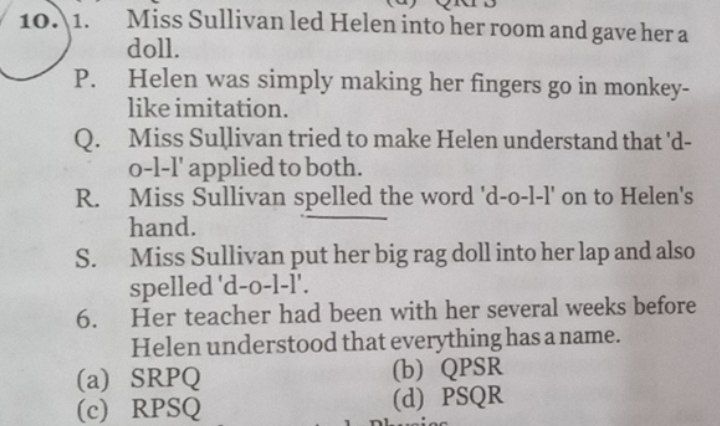 10. 1. Miss Sullivan led Helen into her room and gave her a
doll.
P. Helen was simply making her fingers go in monkey-
like imitation.
Q. Miss Sullivan tried to make Helen understand that 'd-
o-l-l' applied to both.
R. Miss Sullivan spelled the word 'd-o-l-l' on to Helen's
hand.
S. Miss Sullivan put her big rag doll into her lap and also
spelled 'd-o-l-l'.
6. Her teacher had been with her several weeks before
Helen understood that everything has a name.
(a) SRPQ (b) QPSR
(c) RPSQ (d) PSQR